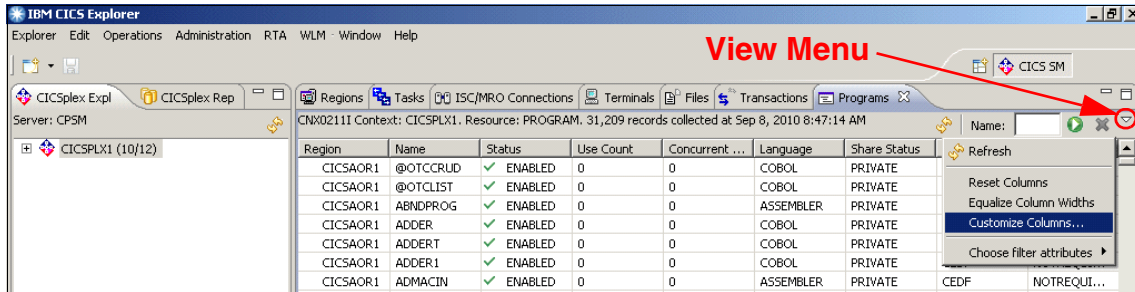 IBM CICS Explorer
Explorer Edit Operations Administration RTA WLM Window Help
View Menu
CICS SM
CICSplex Expl CICSplex Rep
Regions Tasks ISC/MRO Connections Terminals Files Transactions Programs
Server: CPSM
CNX0211I Context: CICSPLX1. Resource: PROGRAM. 31,209 records collected at Sep 8, 2010 8:47:14 AM
Name:
CICSPLX1 (10/12)
Region Name Status Use Count Concurrent ... Language Share Status
CICSAOR1 @OTCCRUD ENABLED 0 0 COBOL PRIVATE
CICSAOR1 @OTCLIST ENABLED 0 0 COBOL PRIVATE
CICSAOR1 ABNDPROG ENABLED 0 0 ASSEMBLER PRIVATE
CICSAOR1 ADDER ENABLED 0 0 COBOL PRIVATE
CICSAOR1 ADDERT ENABLED 0 0 COBOL PRIVATE
CICSAOR1 ADDER1 ENABLED 0 0 COBOL PRIVATE
CICSAOR1 ADMACIN ENABLED 0 0 ASSEMBLER PRIVATE CEDF NOTREQUI...
Refresh
Reset Columns
Equalize Column Widths
Customize Columns...
Choose filter attributes